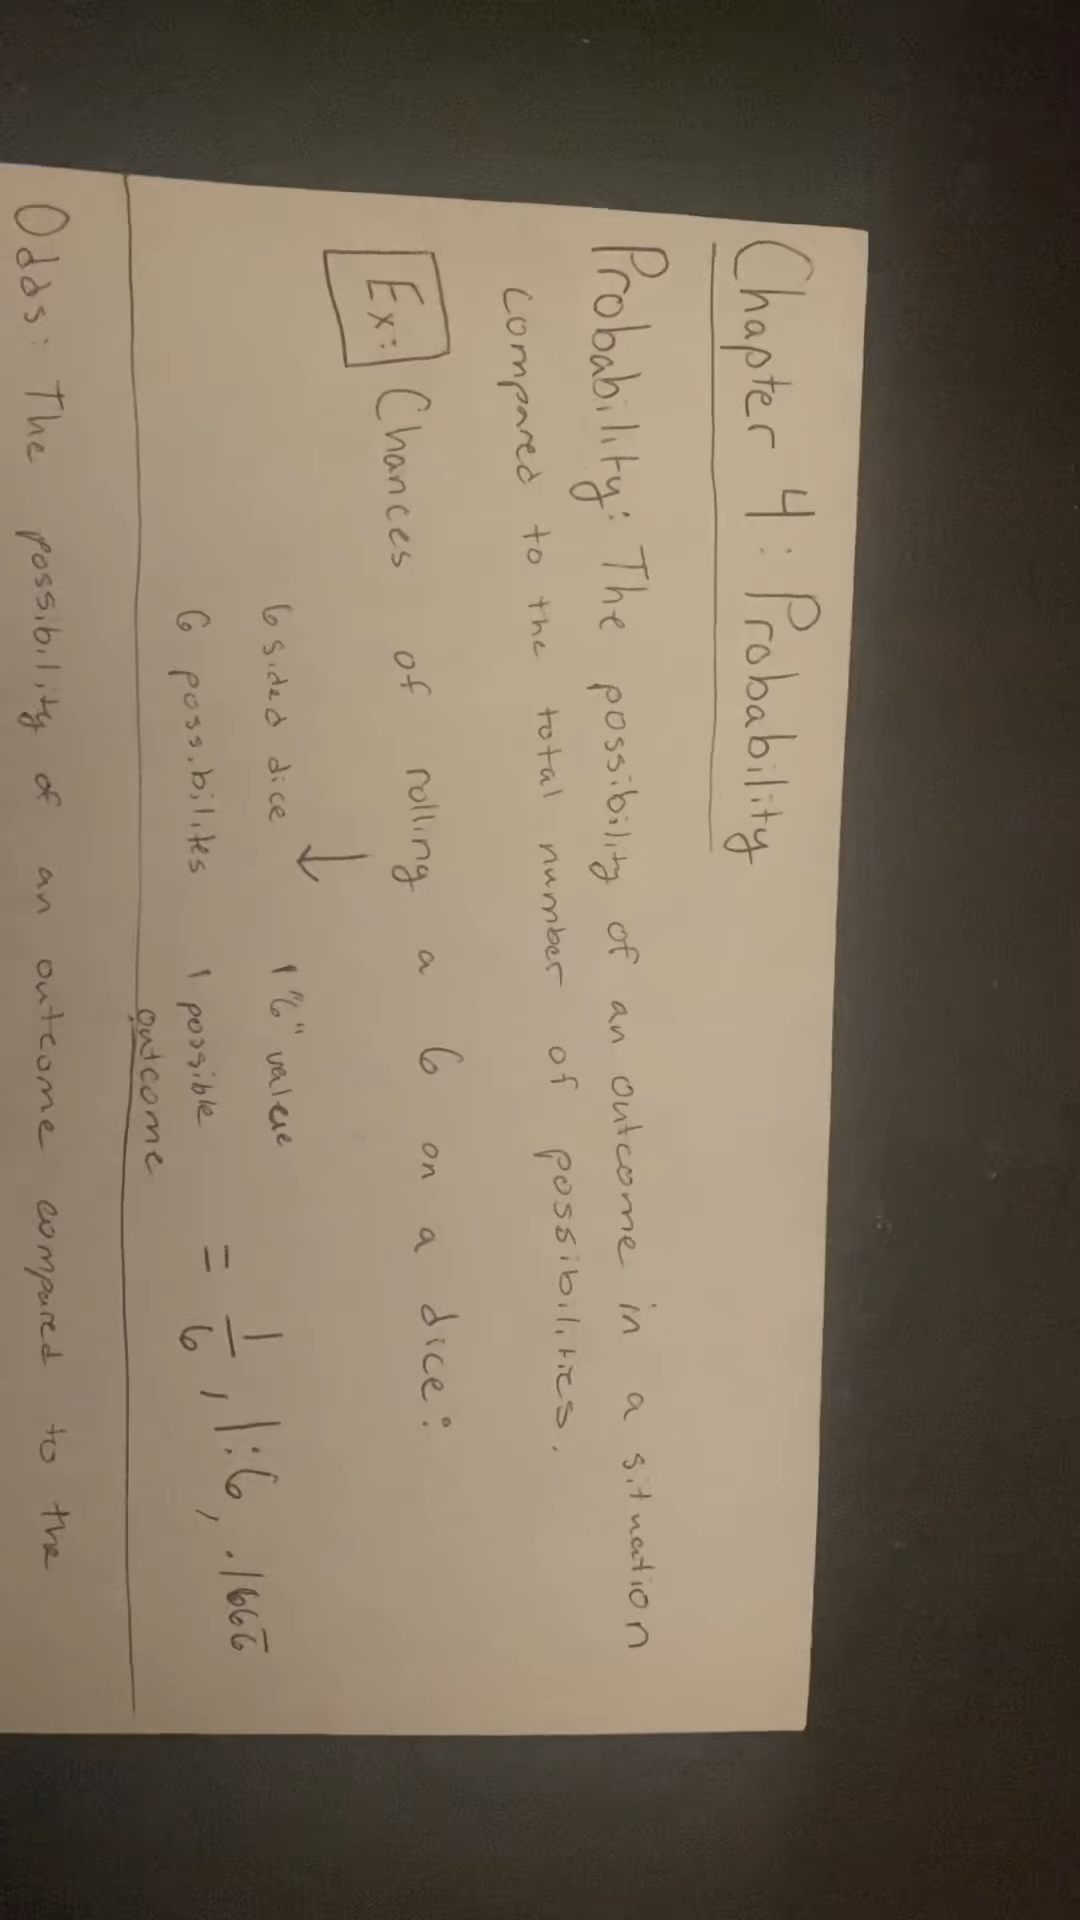 Chapter 4: Probability
Probability: The possibility of an outcome in a situation
compared to the total number of possibilities.
Ex: Chances of rolling a 6 on a dice:
6 sided dice 1 "6" value
6 possibilites 1 possible = 1/6, 1:6, .1666̅
outcome
Odds: The possibility of an outcome compared to the